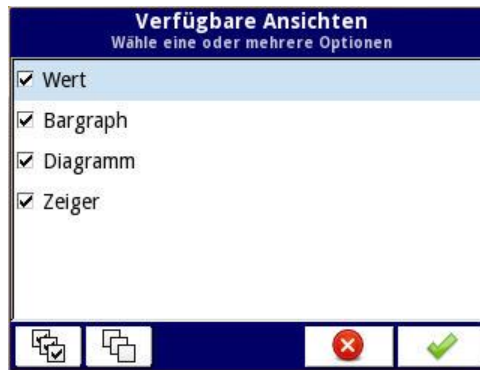 Verfügbare Ansichten
Wähle eine oder mehrere Optionen
Wert
Bargraph
Diagramm
Zeiger